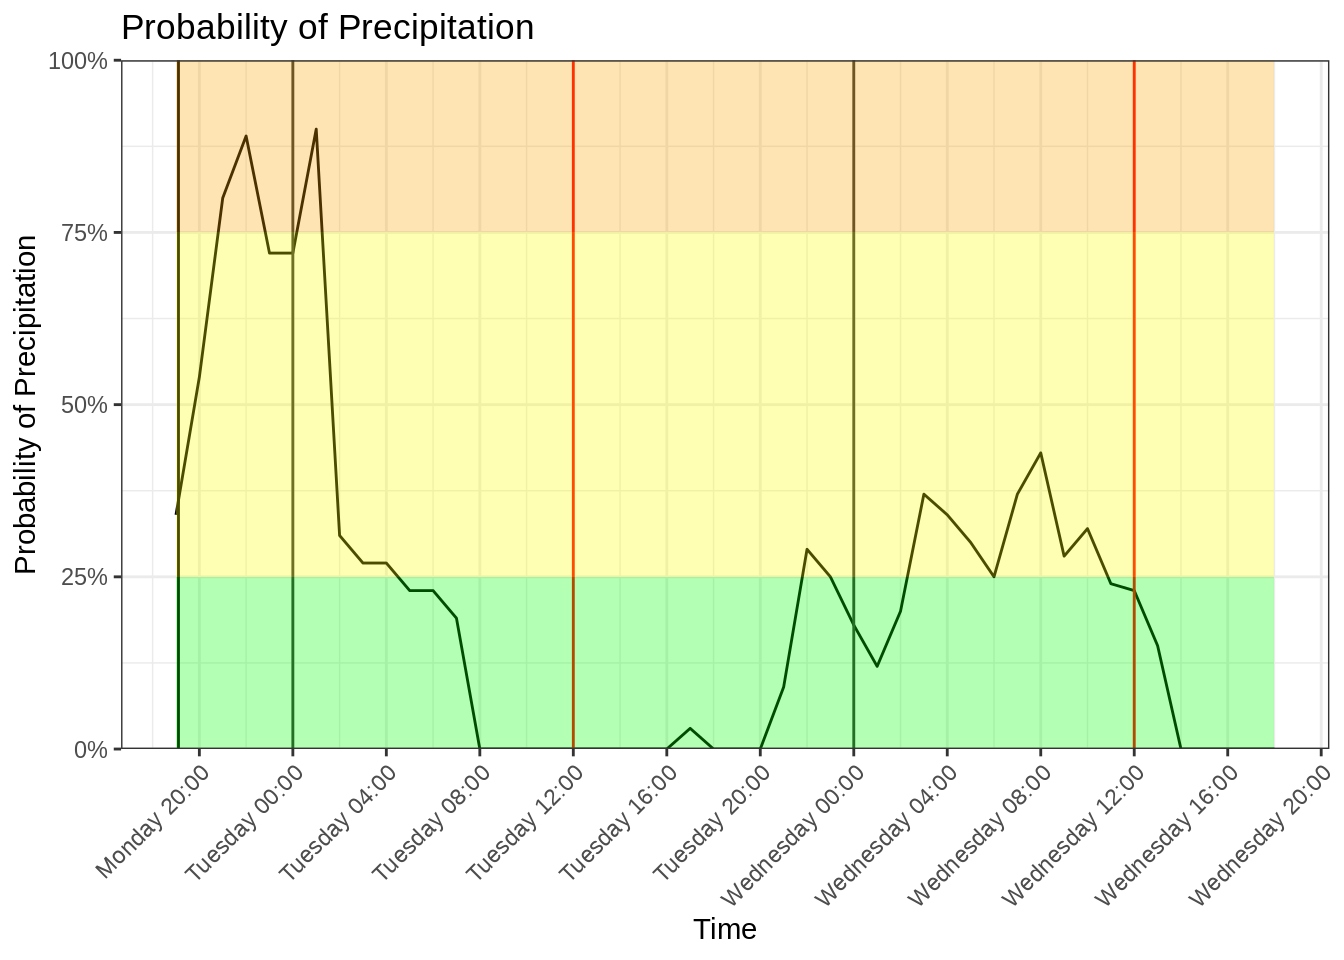 Probability of Precipitation
Probability of Precipitation
100%
75%
50%
25%
0%
Monday 20:00
Tuesday 00:00
Tuesday 04:00
Tuesday 08:00
Tuesday 12:00
Tuesday 16:00
Tuesday 20:00
Wednesday 00:00
Wednesday 04:00
Wednesday 08:00
Wednesday 12:00
Wednesday 16:00
Wednesday 20:00
Time